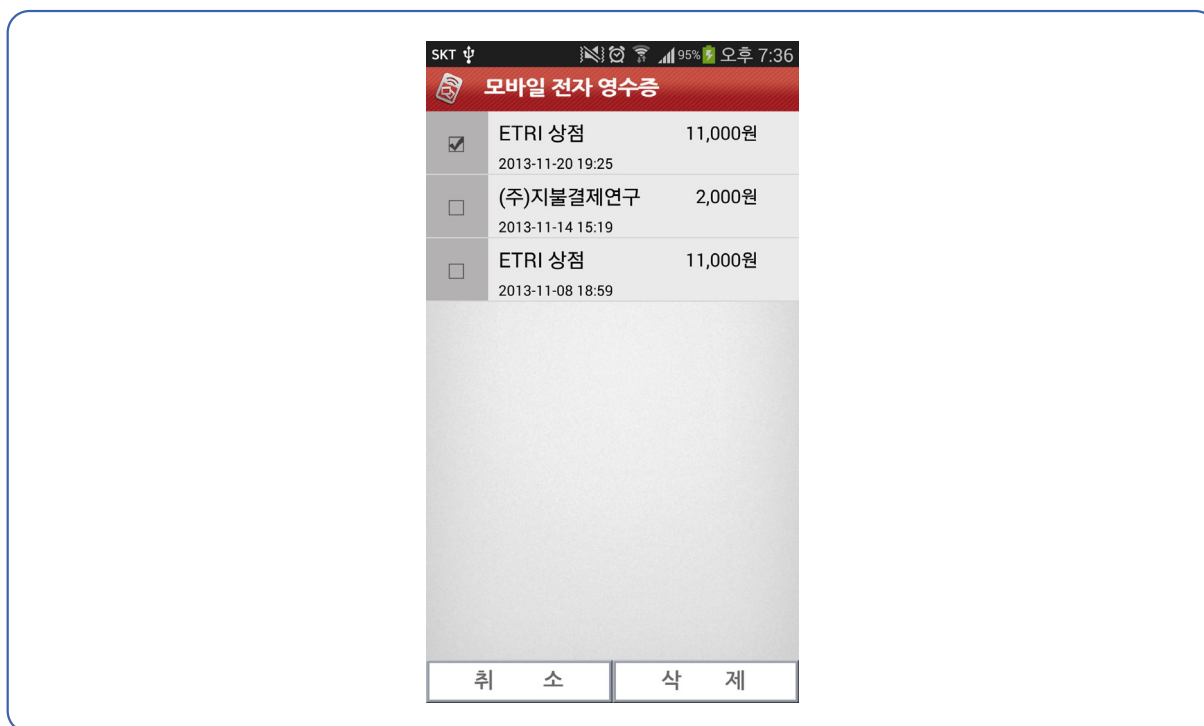 SKT 95% 오후 7:36
모바일 전자 영수증
ETRI 상점 11,000원
2013-11-20 19:25
(주)지불결제연구 2,000원
2013-11-14 15:19
ETRI 상점 11,000원
2013-11-08 18:59
취 소 삭 제